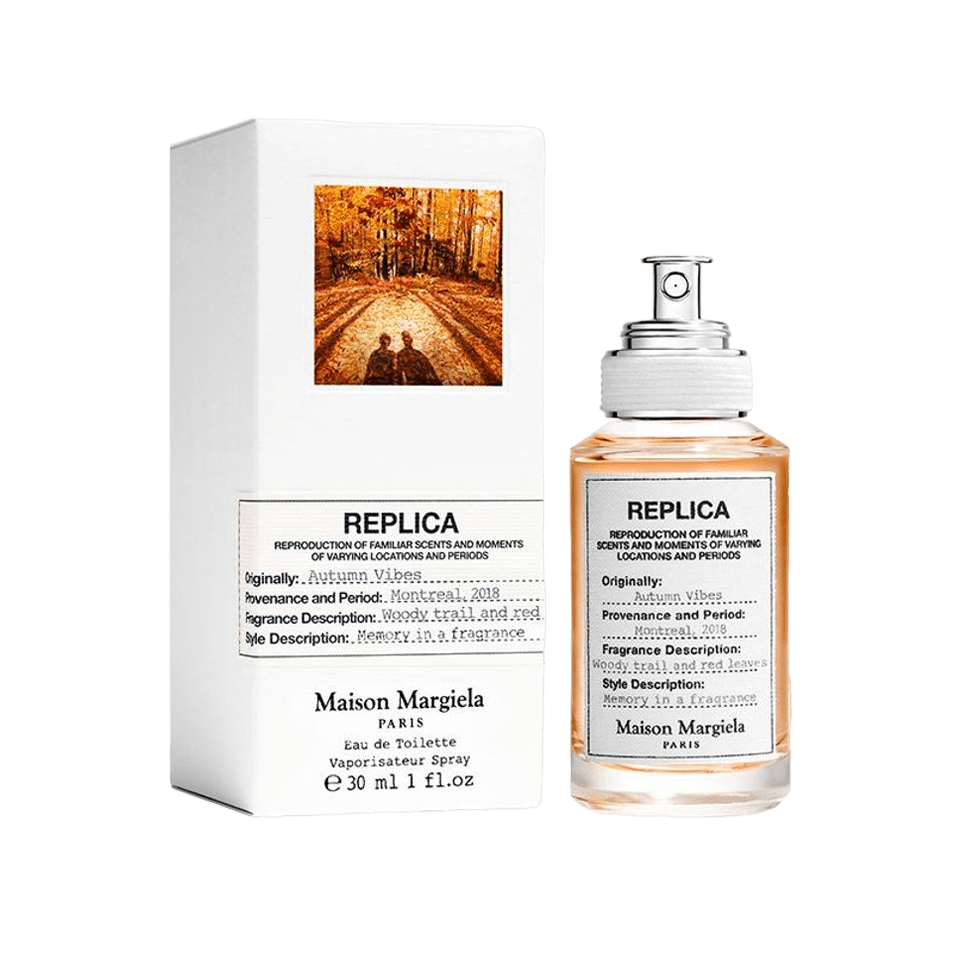 REPLICA
REPRODUCTION OF FAMILIAR SCENTS AND MOMENTS
OF VARYING LOCATIONS AND PERIODS
Originally: Autumn Vibes
Provenance and Period: Montreal, 2018
Fragrance Description: Woody trail and red
Style Description: Memory in a fragrance
Maison Margiela
PARIS
Eau de Toilette
Vaporisateur Spray
℮ 30 ml 1 fl.oz
REPLICA
REPRODUCTION OF FAMILIAR
SCENTS AND MOMENTS OF VARYING
LOCATIONS AND PERIODS
Originally:
Autumn Vibes
Provenance and Period:
Montreal, 2018
Fragrance Description:
Woody trail and red leaves
Style Description:
Memory in a fragrance
Maison Margiela
PARIS